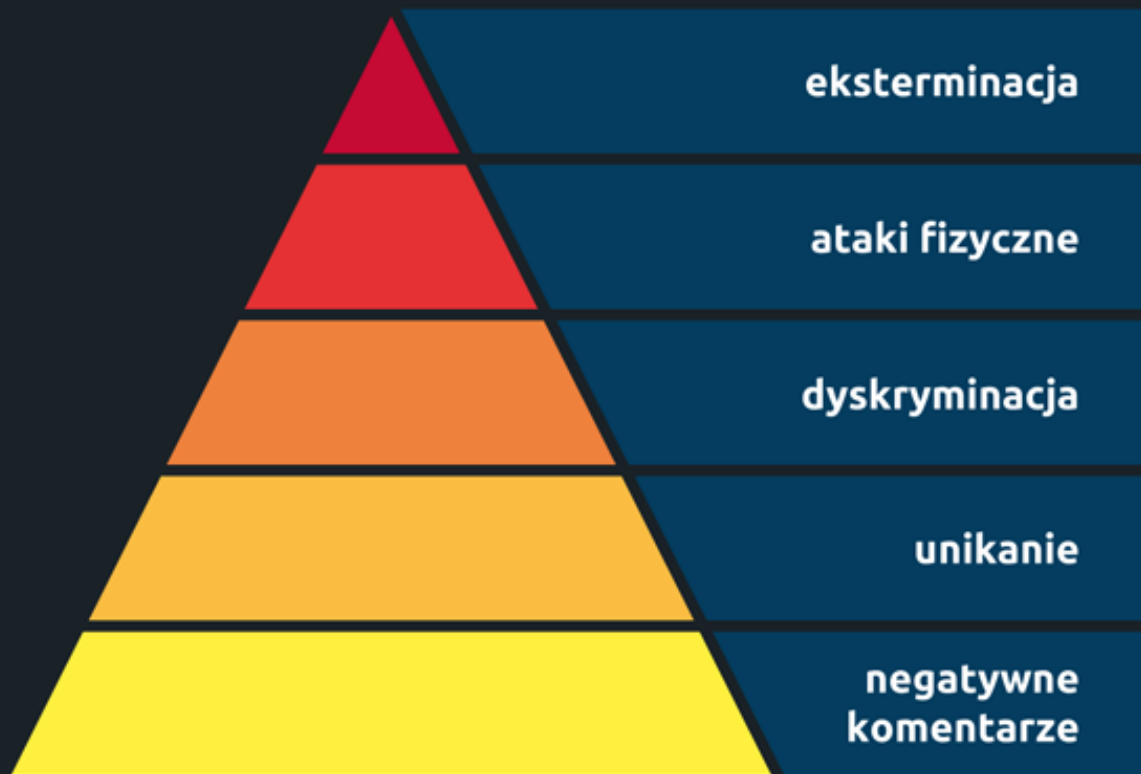 eksterminacja
ataki fizyczne
dyskryminacja
unikanie
negatywne
komentarze